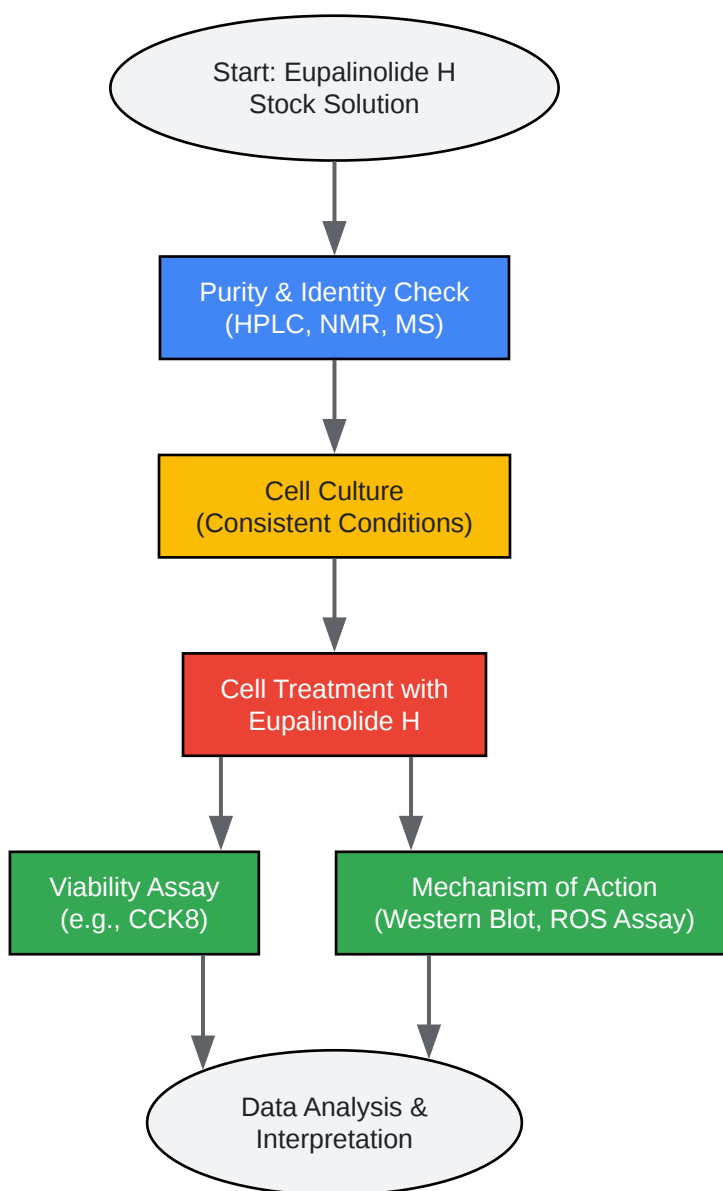 Start: Eupalinolide H
Stock Solution
Purity & Identity Check
(HPLC, NMR, MS)
Cell Culture
(Consistent Conditions)
Cell Treatment with
Eupalinolide H
Viability Assay
(e.g., CCK8)
Mechanism of Action
(Western Blot, ROS Assay)
Data Analysis &
Interpretation